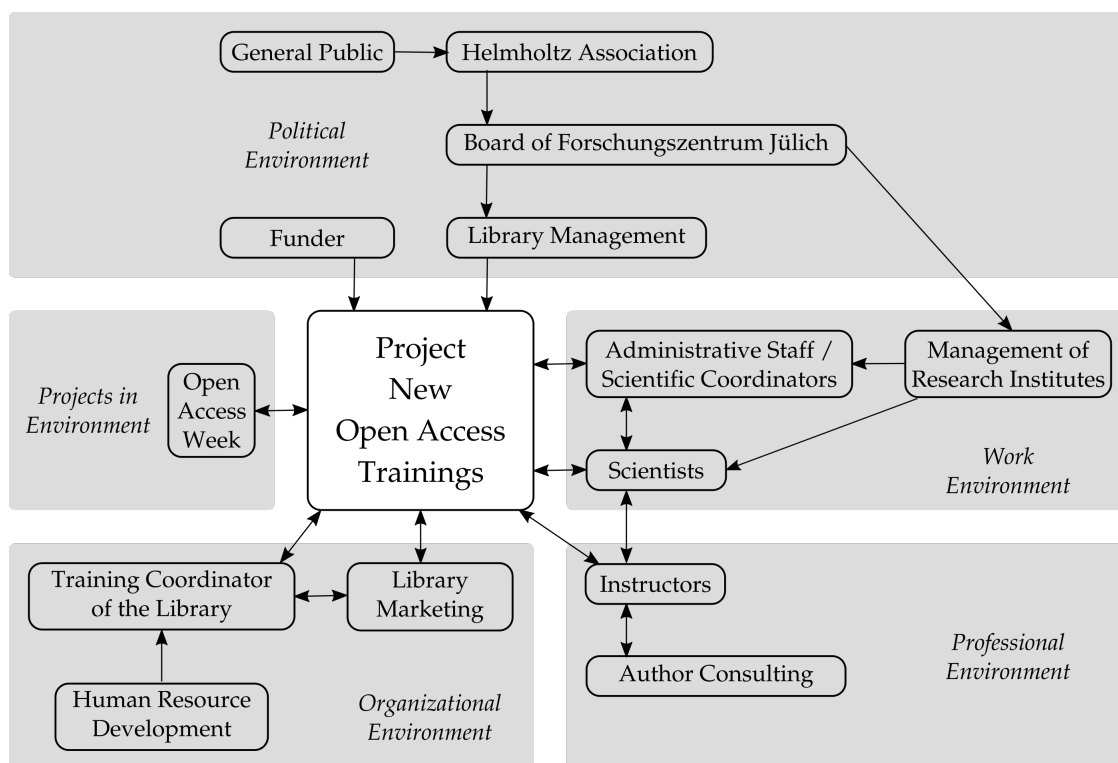 General Public
Helmholtz Association
Political
Environment
Board of Forschungszentrum Jülich
Funder
Library Management
Projects in
Environment
Open
Access
Week
Project
New
Open Access
Trainings
Administrative Staff /
Scientific Coordinators
Management of
Research Institutes
Scientists
Work
Environment
Training Coordinator
of the Library
Library
Marketing
Human Resource
Development
Organizational
Environment
Instructors
Author Consulting
Professional
Environment